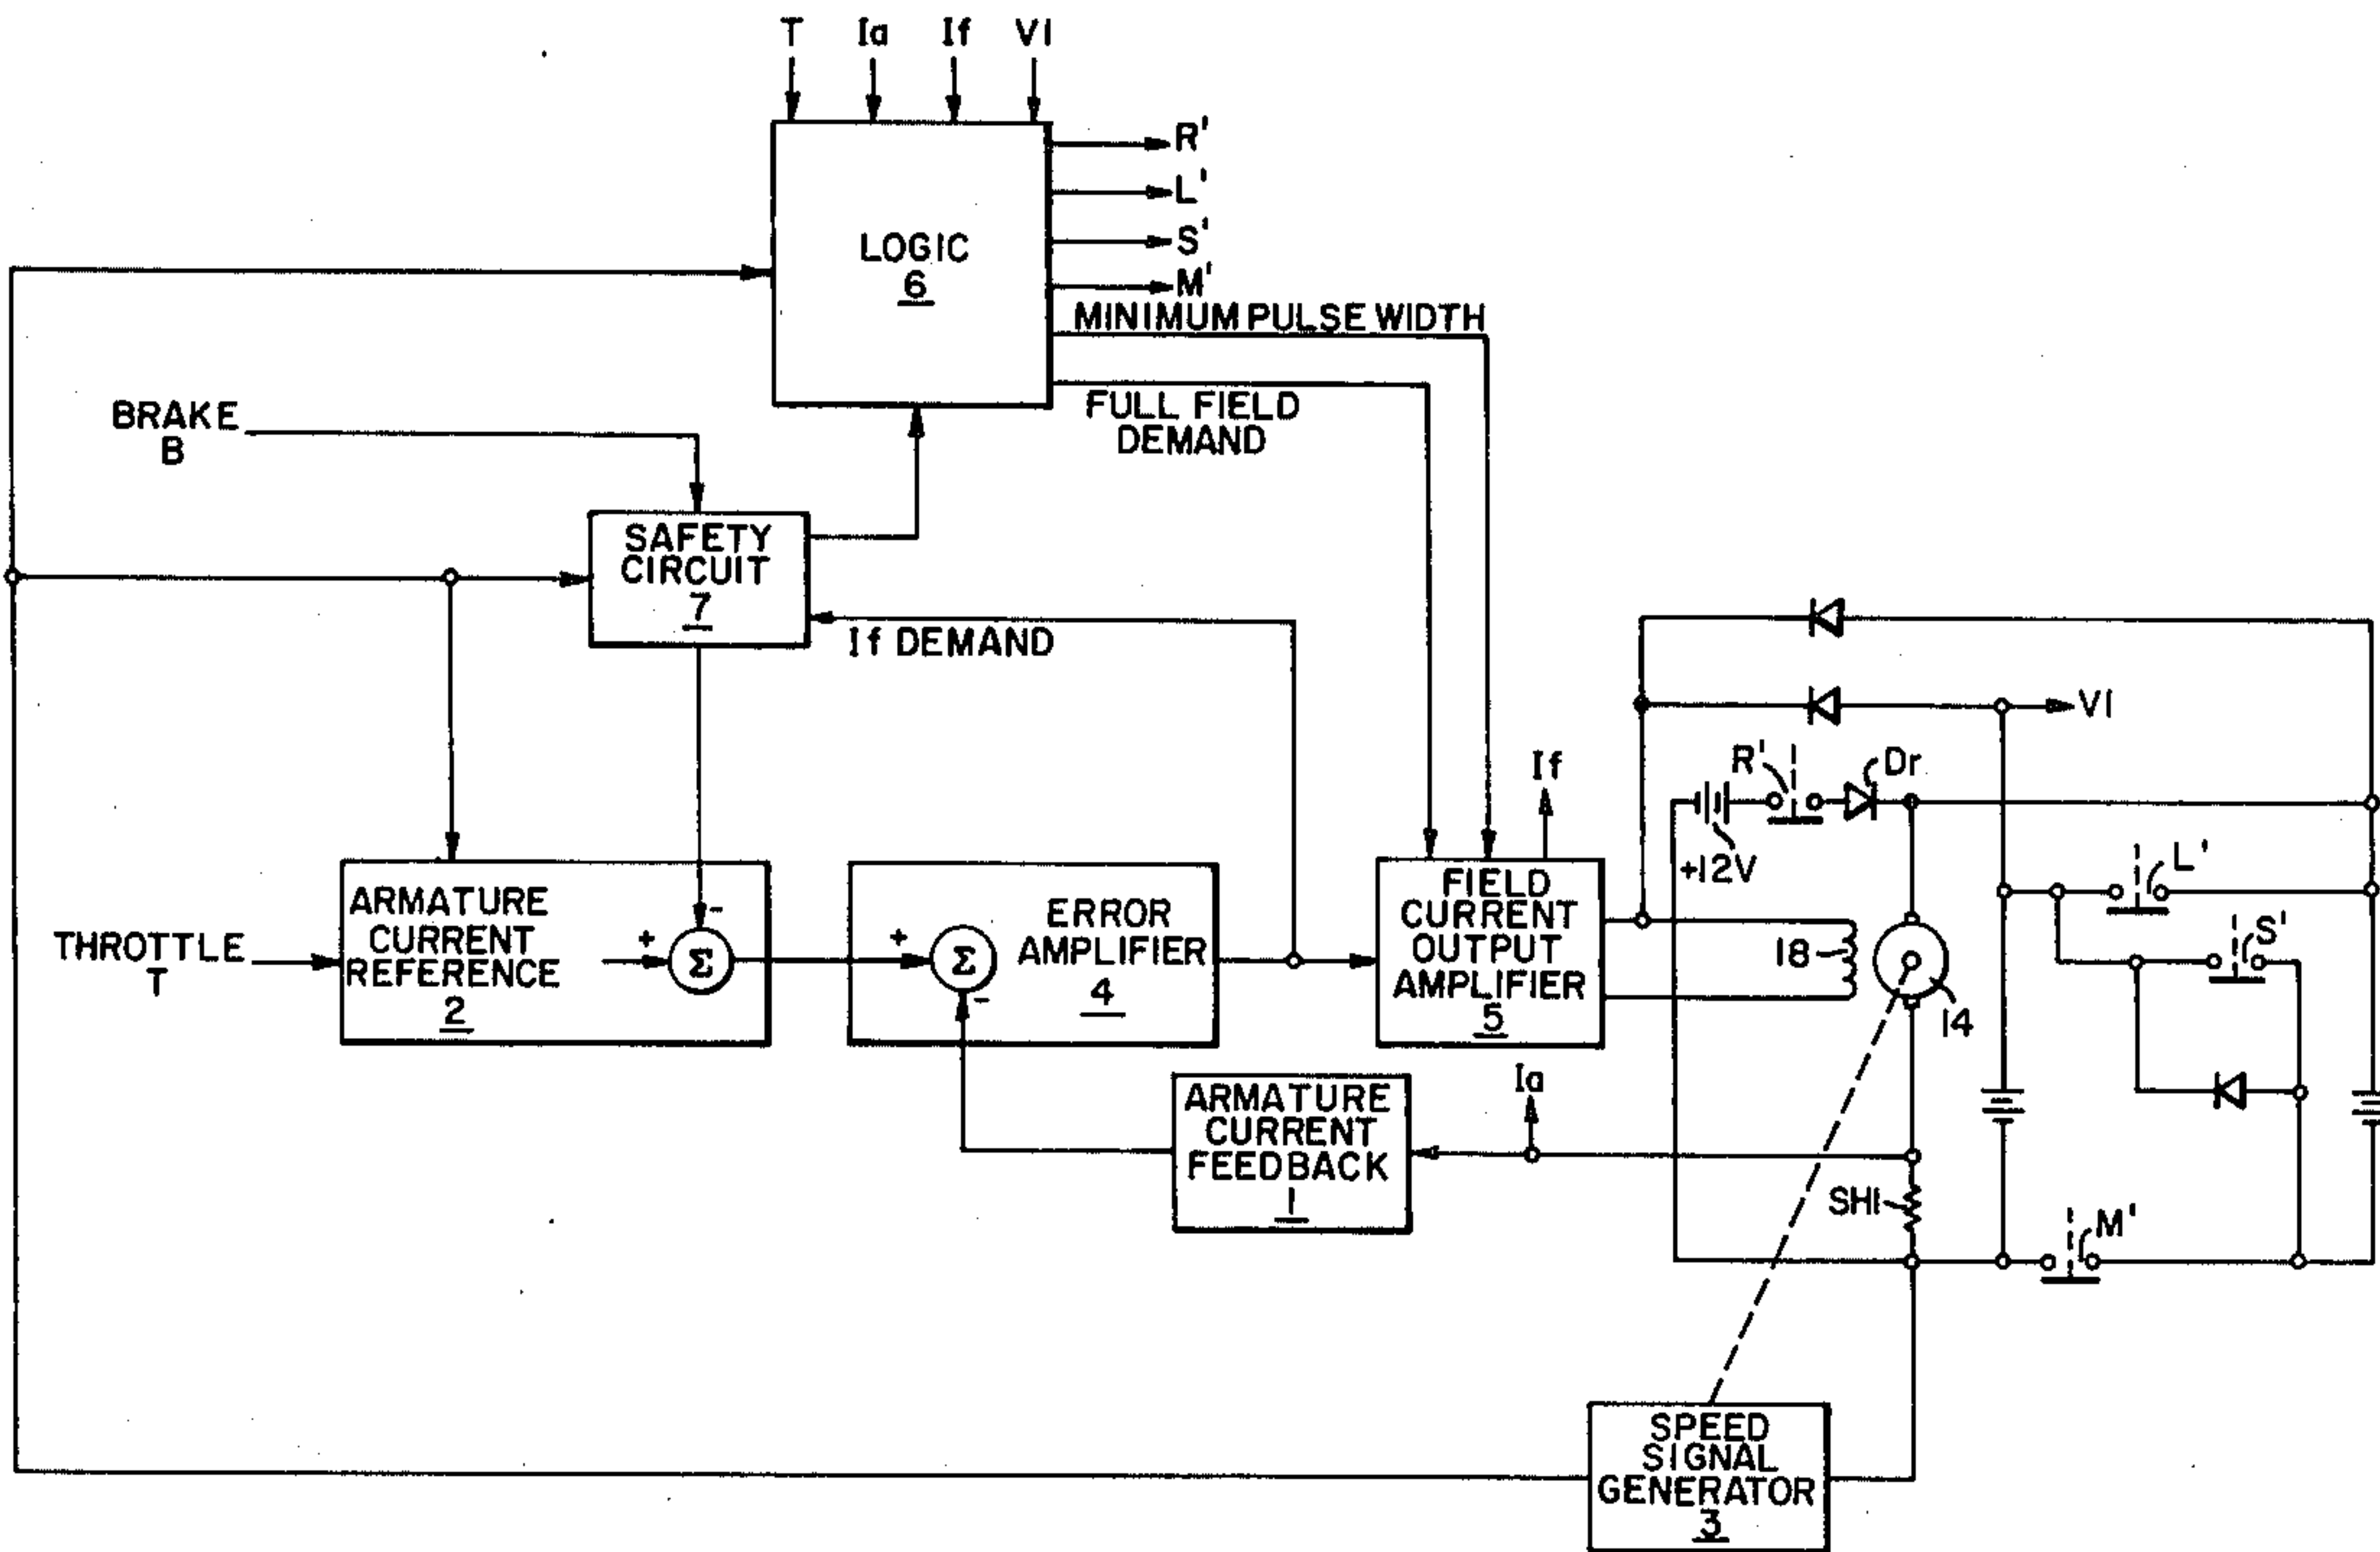 T Ia If V1
R'
L'
S'
M'
LOGIC
6
MINIMUM PULSE WIDTH
FULL FIELD
DEMAND
BRAKE
B
SAFETY
CIRCUIT
7
If DEMAND
V1
R'
Dr
+12V
L'
S'
If
THROTTLE
T
ARMATURE
CURRENT
REFERENCE
2
-
+
Σ
+
Σ
-
ERROR
AMPLIFIER
4
FIELD
CURRENT
OUTPUT
AMPLIFIER
5
18
14
ARMATURE
CURRENT
FEEDBACK
1
Ia
SH1
M'
SPEED
SIGNAL
GENERATOR
3